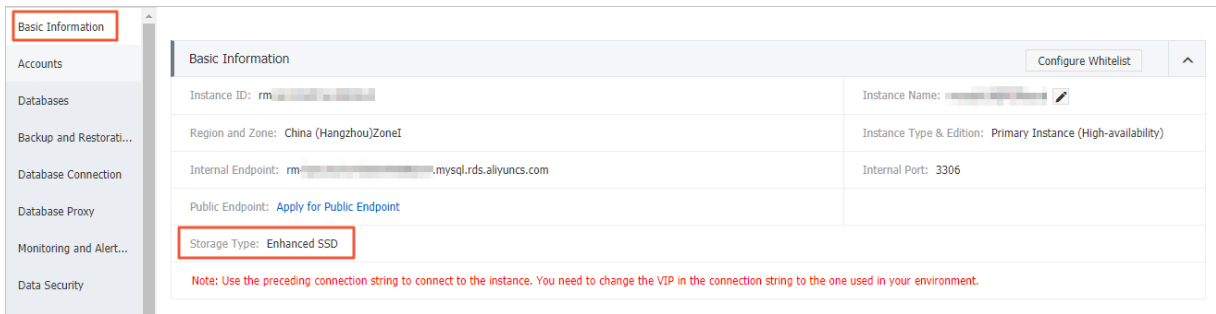 Basic Information
Accounts
Databases
Backup and Restorati...
Database Connection
Database Proxy
Monitoring and Alert...
Data Security
Basic Information
Configure Whitelist
Instance ID: rm
Instance Name:
Region and Zone: China (Hangzhou)ZoneI
Instance Type & Edition: Primary Instance (High-availability)
Internal Endpoint: rm- .mysql.rds.aliyuncs.com
Internal Port: 3306
Public Endpoint: Apply for Public Endpoint
Storage Type: Enhanced SSD
Note: Use the preceding connection string to connect to the instance. You need to change the VIP in the connection string to the one used in your environment.